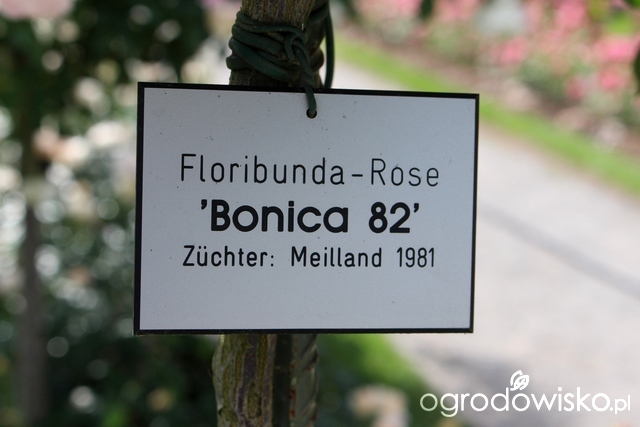 Floribunda-Rose
'Bonica 82'
Züchter: Meilland 1981
ogrodowisko.pl